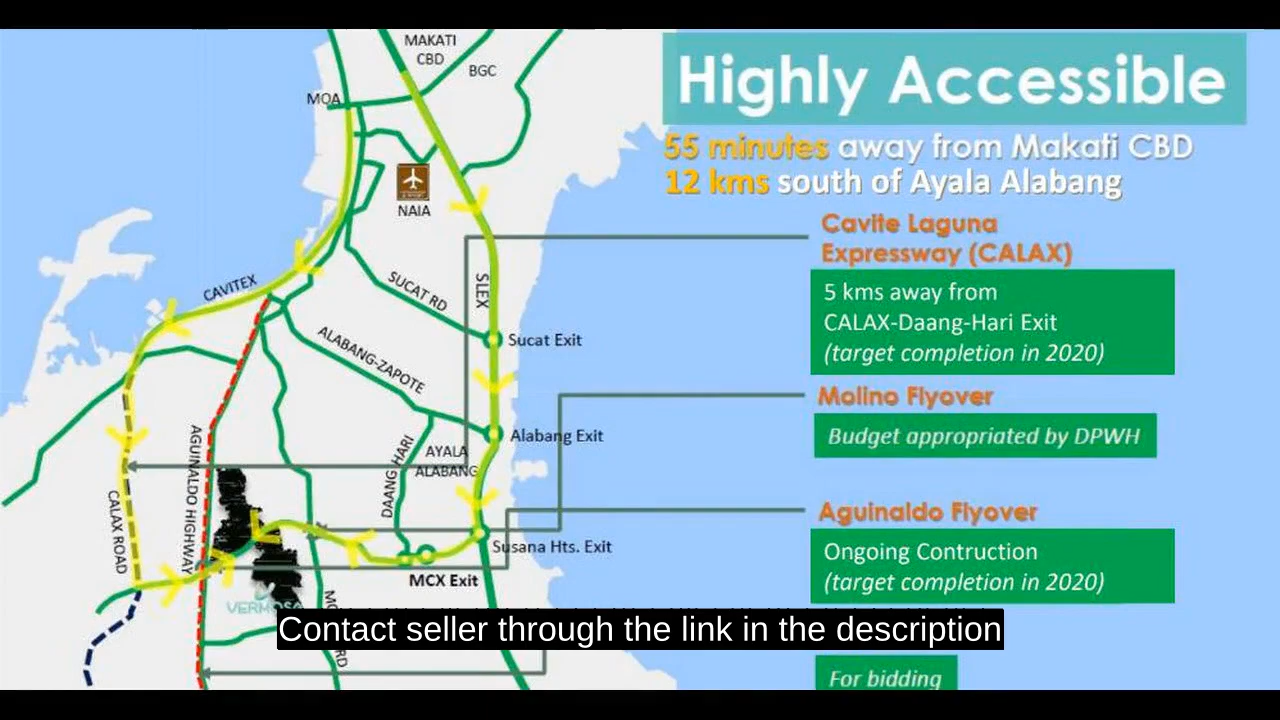 MAKATI
CBD
BGC
MOA
NAIA
CAVITEX
SUCAT RD
SLEX
Sucat Exit
ALABANG-ZAPOTE
Alabang Exit
AYALA
ALABANG
DAANG HARI
AGUINALDO HIGHWAY
CALAX ROAD
Susana Hts. Exit
MCX Exit
VERMOSA
RD
Highly Accessible
55 minutes away from Makati CBD
12 kms south of Ayala Alabang
Cavite Laguna
Expressway (CALAX)
5 kms away from
CALAX-Daang-Hari Exit
(target completion in 2020)
Molino Flyover
Budget appropriated by DPWH
Aguinaldo Flyover
Ongoing Contruction
(target completion in 2020)
For bidding
Contact seller through the link in the description